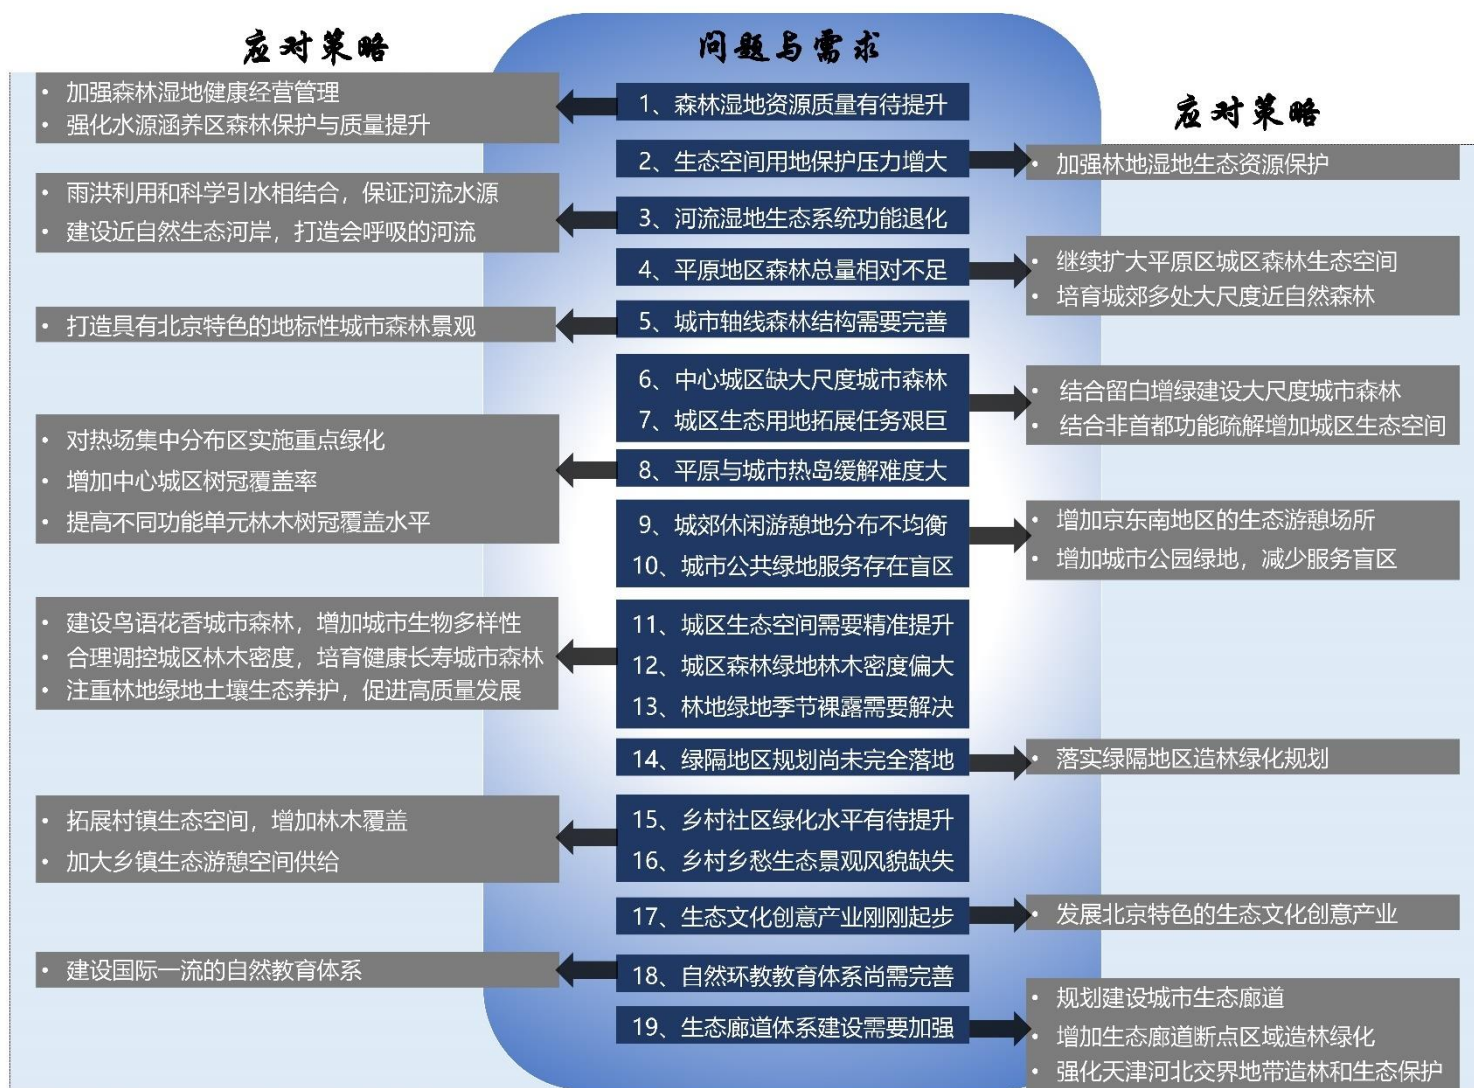 应对策略
问题与需求
应对策略
• 加强森林湿地健康经营管理
• 强化水源涵养区森林保护与质量提升
1、森林湿地资源质量有待提升
2、生态空间用地保护压力增大
• 加强林地湿地生态资源保护
• 雨洪利用和科学引水相结合，保证河流水源
• 建设近自然生态河岸，打造会呼吸的河流
3、河流湿地生态系统功能退化
4、平原地区森林总量相对不足
• 继续扩大平原区城区森林生态空间
• 培育城郊多处大尺度近自然森林
• 打造具有北京特色的地标性城市森林景观
5、城市轴线森林结构需要完善
6、中心城区缺大尺度城市森林
7、城区生态用地拓展任务艰巨
• 结合留白增绿建设大尺度城市森林
• 结合非首都功能疏解增加城区生态空间
• 对热场集中分布区实施重点绿化
• 增加中心城区树冠覆盖率
• 提高不同功能单元林木树冠覆盖水平
8、平原与城市热岛缓解难度大
9、城郊休闲游憩地分布不均衡
10、城市公共绿地服务存在盲区
• 增加京东南地区的生态游憩场所
• 增加城市公园绿地，减少服务盲区
• 建设鸟语花香城市森林，增加城市生物多样性
• 合理调控城区林木密度，培育健康长寿城市森林
• 注重林地绿地土壤生态养护，促进高质量发展
11、城区生态空间需要精准提升
12、城区森林绿地林木密度偏大
13、林地绿地季节裸露需要解决
14、绿隔地区规划尚未完全落地
• 落实绿隔地区造林绿化规划
• 拓展村镇生态空间，增加林木覆盖
• 加大乡镇生态游憩空间供给
15、乡村社区绿化水平有待提升
16、乡村乡愁生态景观风貌缺失
17、生态文化创意产业刚刚起步
• 发展北京特色的生态文化创意产业
• 建设国际一流的自然教育体系
18、自然环教教育体系尚需完善
19、生态廊道体系建设需要加强
• 规划建设城市生态廊道
• 增加生态廊道断点区域造林绿化
• 强化天津河北交界地带造林和生态保护